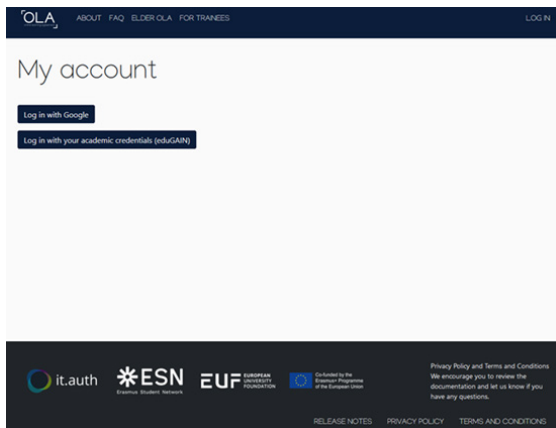 OLA
ABOUT FAQ ELDER OLA FOR TRAINEES LOG IN
My account
Log in with Google
Log in with your academic credentials (eduGAIN)
it.auth
ESN
Erasmus Student Network
EUF EUROPEAN
UNIVERSITY
FOUNDATION
Co-funded by the
Erasmus+ Programme
of the European Union
Privacy Policy and Terms and Conditions
We encourage you to review the
documentation and let us know if you
have any questions.
RELEASE NOTES PRIVACY POLICY TERMS AND CONDITIONS